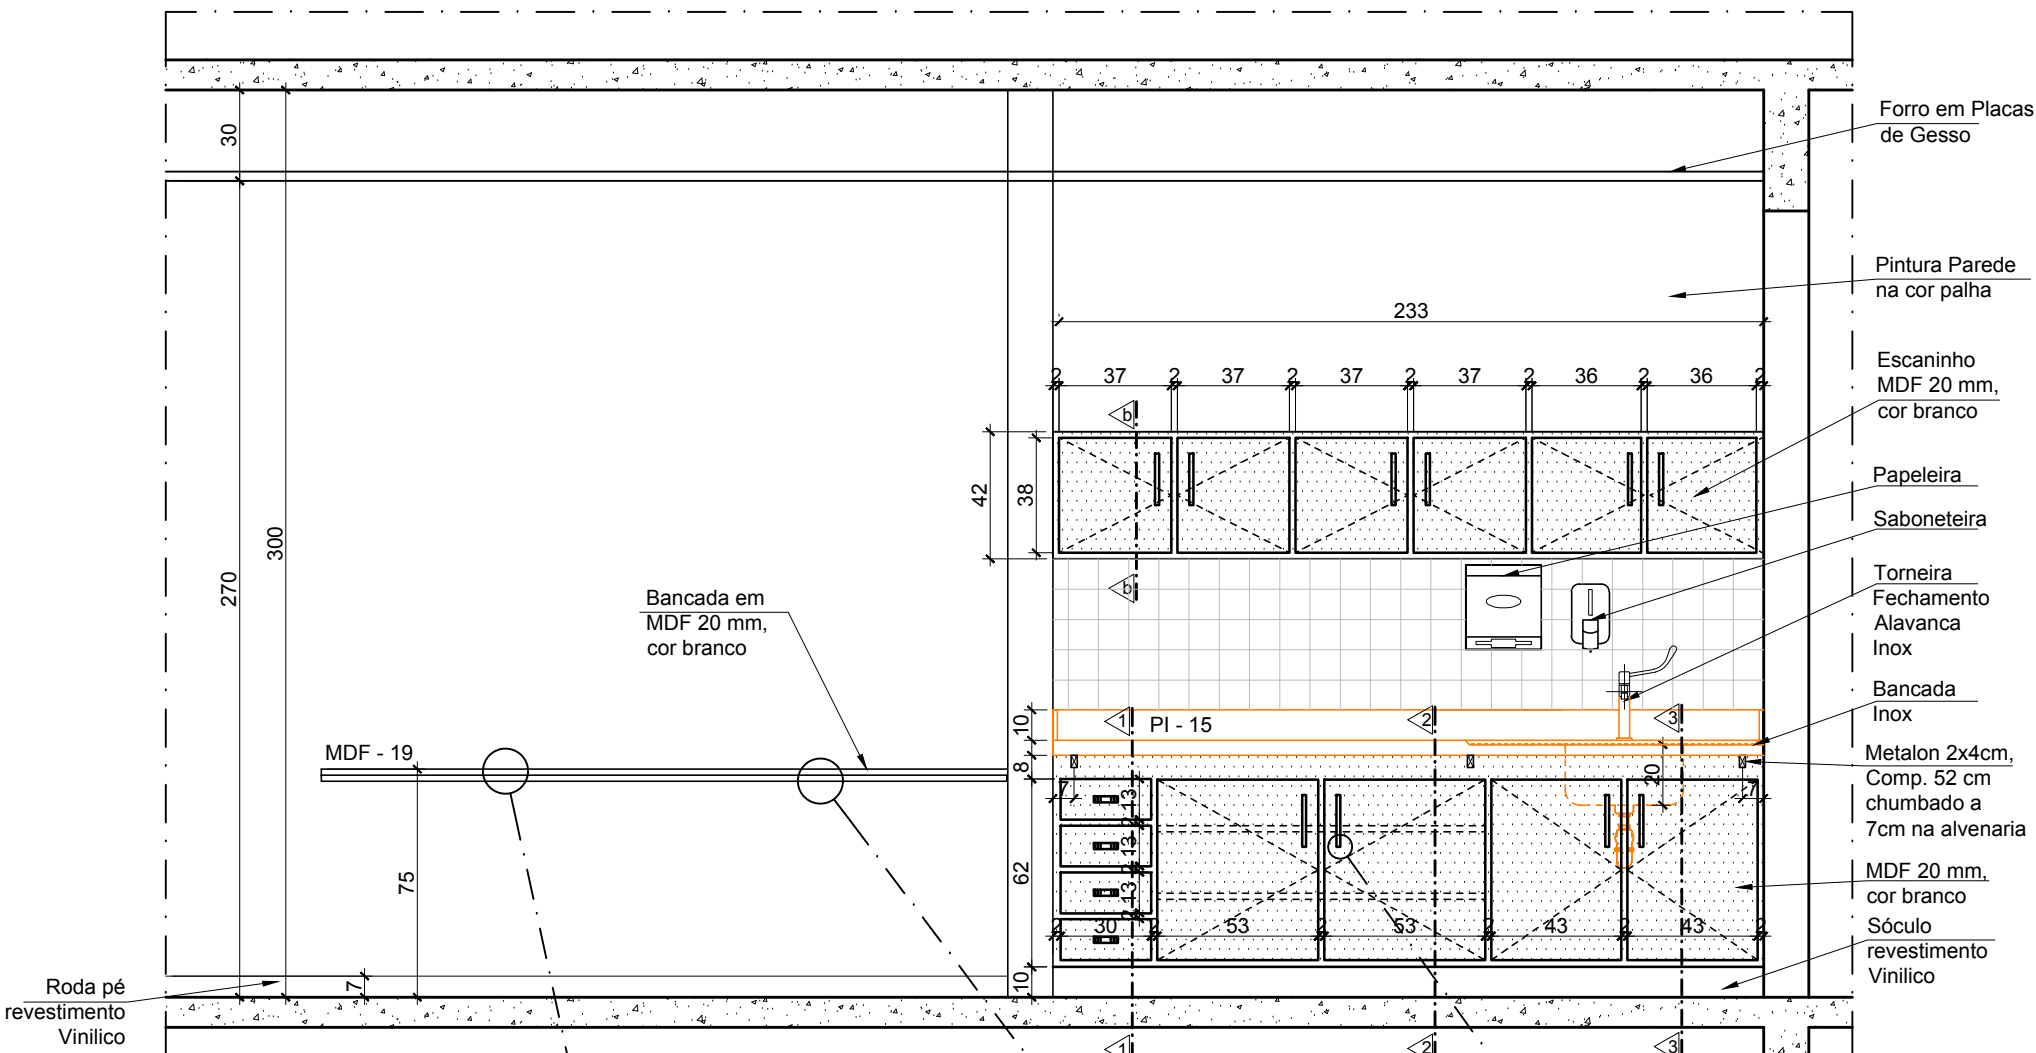 Forro em Placas
de Gesso
30
Pintura Parede
na cor palha
233
Escaninho
MDF 20 mm,
cor branco
2 37 2 37 2 37 2 37 2 36 2 36 2
b
42
38
Papeleira
Saboneteira
300
270
b
Torneira
Fechamento
Alavanca
Inox
Bancada em
MDF 20 mm,
cor branco
Bancada
Inox
10
1
PI - 15
2
3
MDF - 19
8
20
Metalon 2x4cm,
Comp. 52 cm
chumbado a
7cm na alvenaria
7
7
13
2
13
2
13
2
62
75
MDF 20 mm,
cor branco
2 30 2 53 2 53 2 43 2 43 2
Sóculo
revestimento
Vinilico
10
7
Roda pé
revestimento
Vinilico
1
2
3